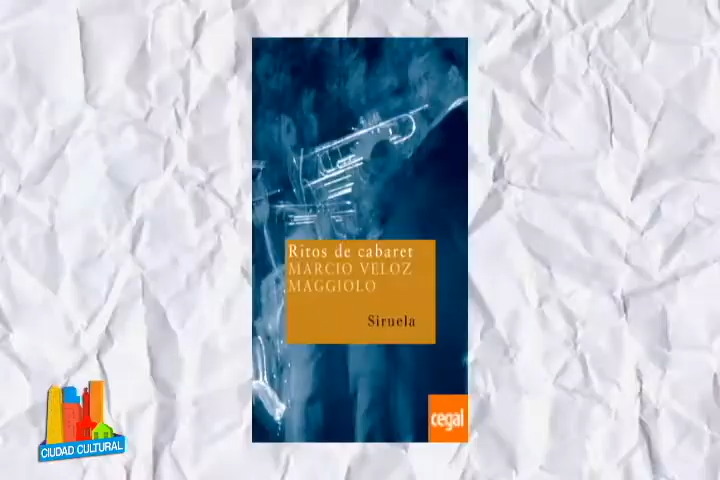 Ritos de cabaret
MARCIO VELOZ
MAGGIOLO
Siruela
cegal
CIUDAD CULTURAL